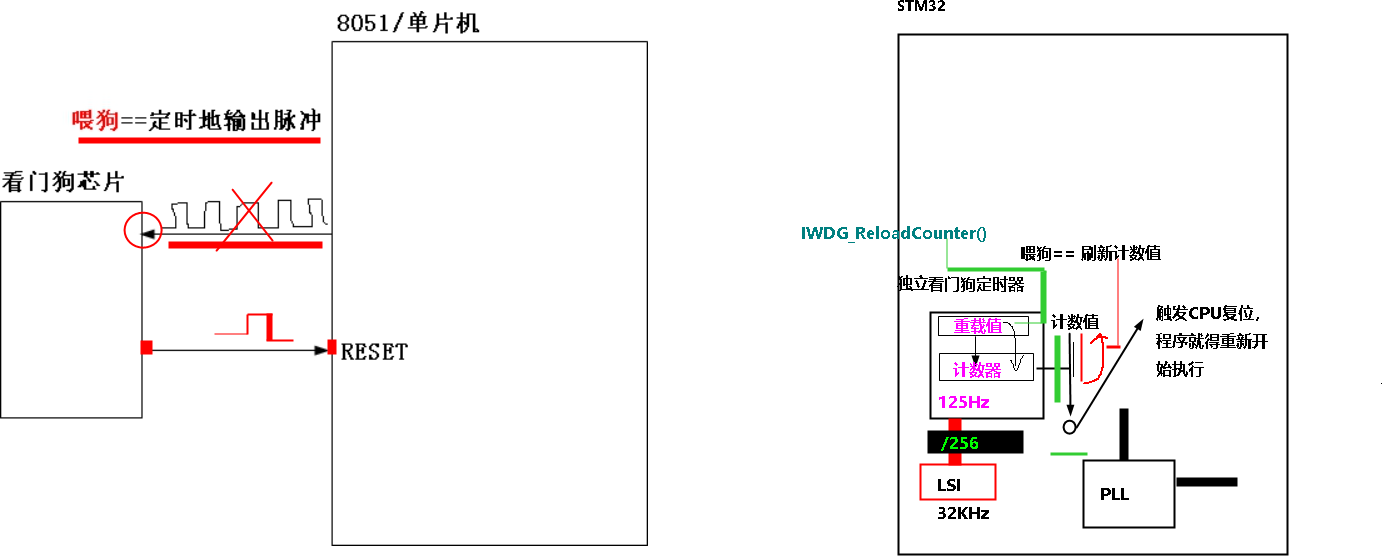 8051/单片机
喂狗==定时地输出脉冲
看门狗芯片
RESET
STM32
IWDG_ReloadCounter()
喂狗== 刷新计数值
独立看门狗定时器
重载值
计数器
125Hz
/256
LSI
32KHz
计数值
触发CPU复位，
程序就得重新开
始执行
PLL